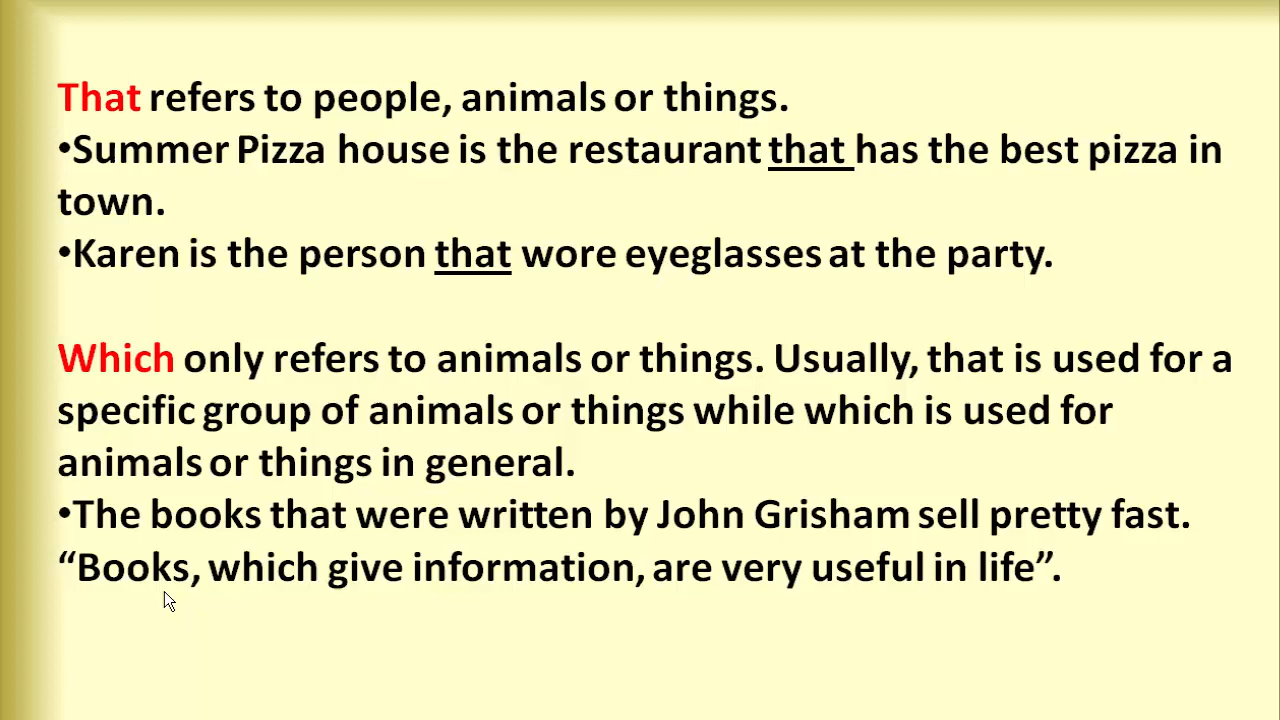 That refers to people, animals or things.
•Summer Pizza house is the restaurant that has the best pizza in
town.
•Karen is the person that wore eyeglasses at the party.
Which only refers to animals or things. Usually, that is used for a
specific group of animals or things while which is used for
animals or things in general.
•The books that were written by John Grisham sell pretty fast.
“Books, which give information, are very useful in life”.